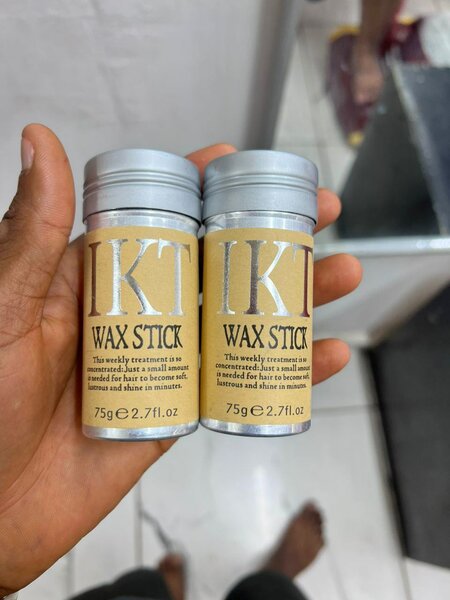 IKT
WAX STICK
This weekly treatment is so
concentrated:Just a small amount
is needed for hair to become soft,
lustrous and shine in minutes.
75g e 2.7fl.oz
IKT
WAX STICK
This weekly treatment is so
concentrated:Just a small amount
is needed for hair to become soft,
lustrous and shine in minutes.
75g e 2.7fl.oz